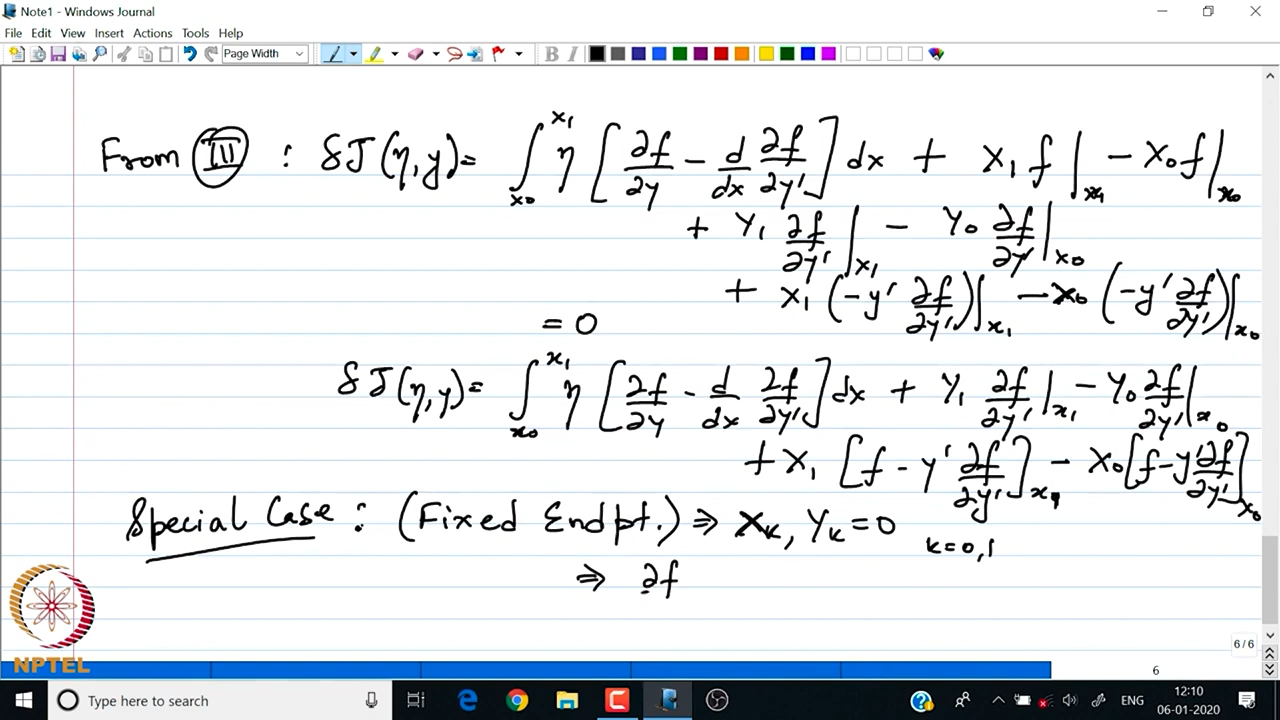 Note1 - Windows Journal
File Edit View Insert Actions Tools Help
Page Width
B I
From (III) : δJ(η,y) = ∫_{x₀}^{x₁} η [∂f/∂y - d/dx ∂f/∂y'] dx + X₁ f|_{x₁} - X₀ f|_{x₀}
+ Y₁ ∂f/∂y'|_{x₁} - Y₀ ∂f/∂y'|_{x₀}
+ X₁ (-y' ∂f/∂y')|_{x₁} - X₀ (-y' ∂f/∂y')|_{x₀}
= 0
δJ(η,y) = ∫_{x₀}^{x₁} η [∂f/∂y - d/dx ∂f/∂y'] dx + Y₁ ∂f/∂y'|_{x₁} - Y₀ ∂f/∂y'|_{x₀}
+ X₁ [f - y' ∂f/∂y']_{x₁} - X₀ [f - y' ∂f/∂y']_{x₀}
Special Case : (Fixed Endpt.) ⇒ X_k, Y_k = 0 k=0,1
⇒ ∂f
NPTEL
6/6
6
Type here to search
ENG
12:10
06-01-2020